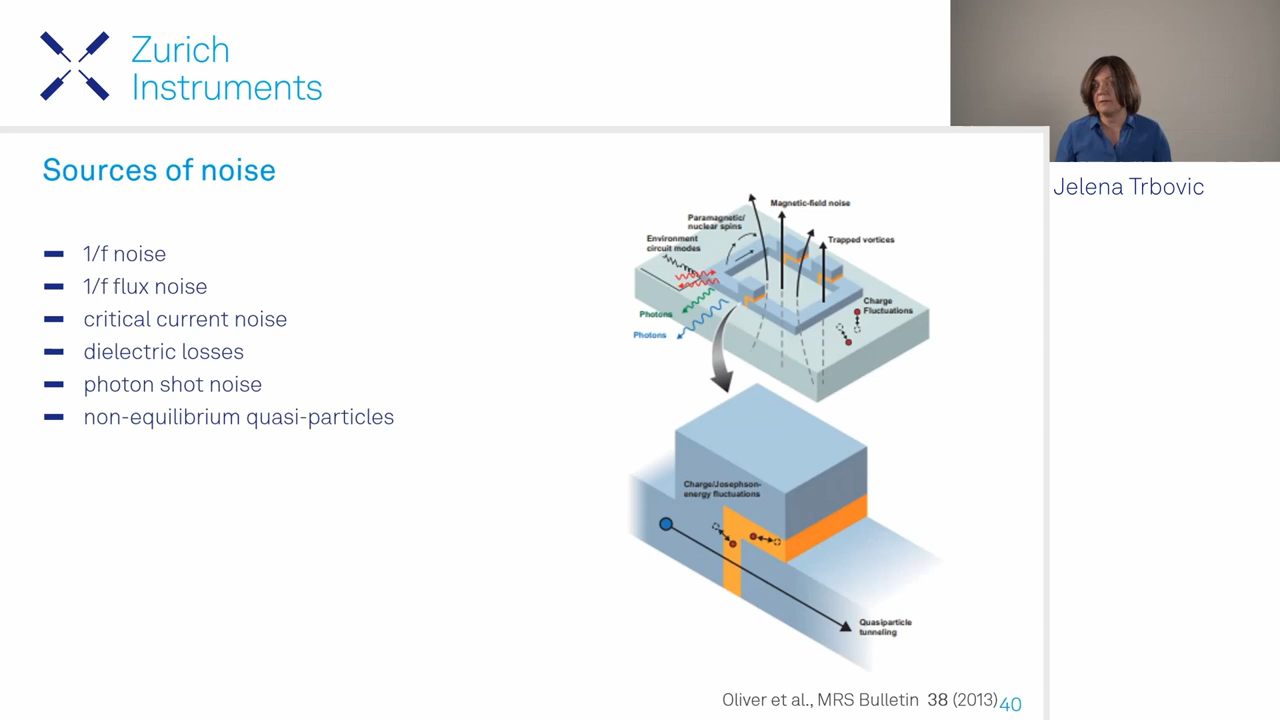 Zurich
Instruments
Jelena Trbovic
Sources of noise
1/f noise
1/f flux noise
critical current noise
dielectric losses
photon shot noise
non-equilibrium quasi-particles
Magnetic-field noise
Paramagnetic/
nuclear spins
Environment
circuit modes
Trapped vortices
Charge
Fluctuations
Photons
Photons
Charge/Josephson-
energy fluctuations
Quasiparticle
tunneling
Oliver et al., MRS Bulletin 38 (2013)
40